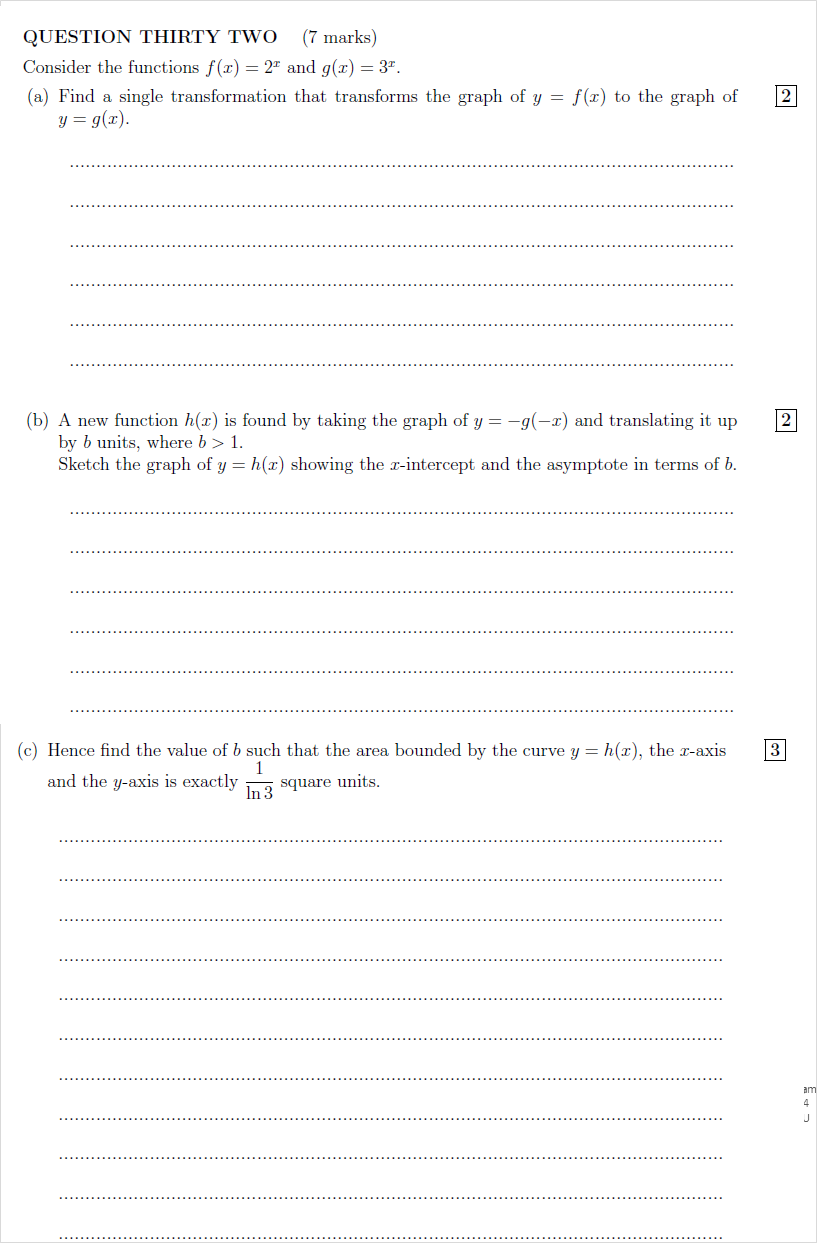 QUESTION THIRTY TWO (7 marks)
Consider the functions f(x) = 2ˣ and g(x) = 3ˣ.
(a) Find a single transformation that transforms the graph of y = f(x) to the graph of 2
y = g(x).
(b) A new function h(x) is found by taking the graph of y = −g(−x) and translating it up 2
by b units, where b > 1.
Sketch the graph of y = h(x) showing the x-intercept and the asymptote in terms of b.
(c) Hence find the value of b such that the area bounded by the curve y = h(x), the x-axis 3
and the y-axis is exactly 1/ln 3 square units.
am
4